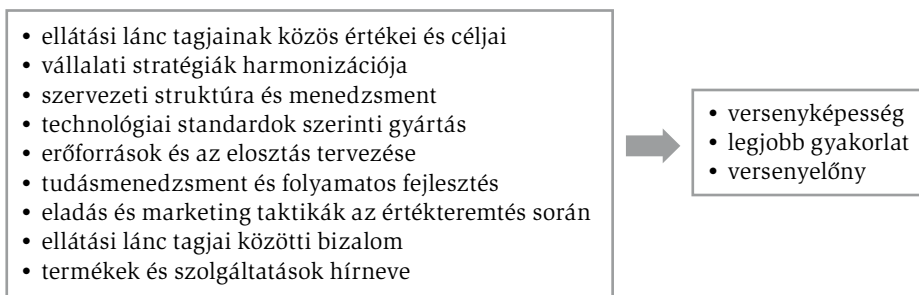 • ellátási lánc tagjainak közös értékei és céljai
• vállalati stratégiák harmonizációja
• szervezeti struktúra és menedzsment
• technológiai standardok szerinti gyártás
• erőforrások és az elosztás tervezése
• tudásmenedzsment és folyamatos fejlesztés
• eladás és marketing taktikák az értékteremtés során
• ellátási lánc tagjai közötti bizalom
• termékek és szolgáltatások hírneve
• versenyképesség
• legjobb gyakorlat
• versenyelőny